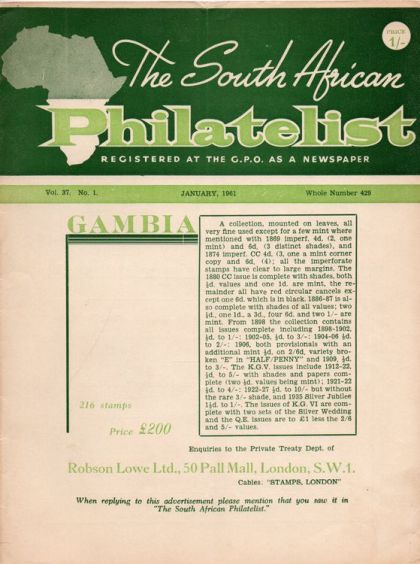 PRICE
1/-
The South African
Philatelist
REGISTERED AT THE G.P.O. AS A NEWSPAPER
Vol. 37. No. 1.
JANUARY, 1961
Whole Number 429
GAMBIA
A collection, mounted on leaves, all
very fine used except for a few mint where
mentioned with 1869 imperf. 4d. (2, one
mint) and 6d. (3 distinct shades), and
1874 imperf. CC 4d. (3, one a mint corner
copy and 6d. (4); all the imperforate
stamps have clear to large margins. The
1880 CC issue is complete with shades, both
½d. values and one 1d. are mint, the re-
mainder all have red circular cancels ex-
cept one 6d. which is in black. 1886-87 is al-
so complete with shades of all values; two
½d., one 1d., a 3d., four 6d. and two 1/- are
mint. From 1898 the collection contains
all issues complete including 1898-1902,
½d. to 1/-: 1902-05, ½d. to 3/-: 1904-06 ½d.
to 2/-: 1906, both provisionals with an
additional mint ½d. on 2/6d, variety bro-
ken "E" in "HALF/PENNY" and 1909, ½d.
to 3/-. The K.G.V. issues include 1912-22,
½d. to 5/- with shades and papers com-
plete (two ½d. values being mint); 1921-22
½d. to 4/-: 1922-27 ½d. to 10/- but without
the rare 3/- shade, and 1935 Silver Jubilee
1½d. to 1/-. The issues of K.G. VI are com-
plete with two sets of the Silver Wedding
and the Q.E. issues are to £1 less the 2/6
and 5/- values.
216 stamps
Price £200
Enquiries to the Private Treaty Dept. of
Robson Lowe Ltd., 50 Pall Mall, London, S.W.1.
Cables: "STAMPS, LONDON"
When replying to this advertisement please mention that you saw it in
"The South African Philatelist."